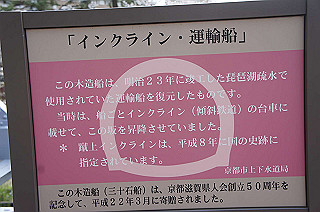 「インクライン・運輸船」
この木造船は、明治２３年に竣工した琵琶湖疏水で
使用されていた運輸船を復元したものです。
当時は、船ごとインクライン（傾斜鉄道）の台車に
載せて、この坂を昇降させていました。
＊　蹴上インクラインは、平成８年に国の史跡に
指定されています。
京都市上下水道局
この木造船（三十石船）は、京都滋賀県人会創立５０周年を
記念して、平成２２年３月に寄贈されました。